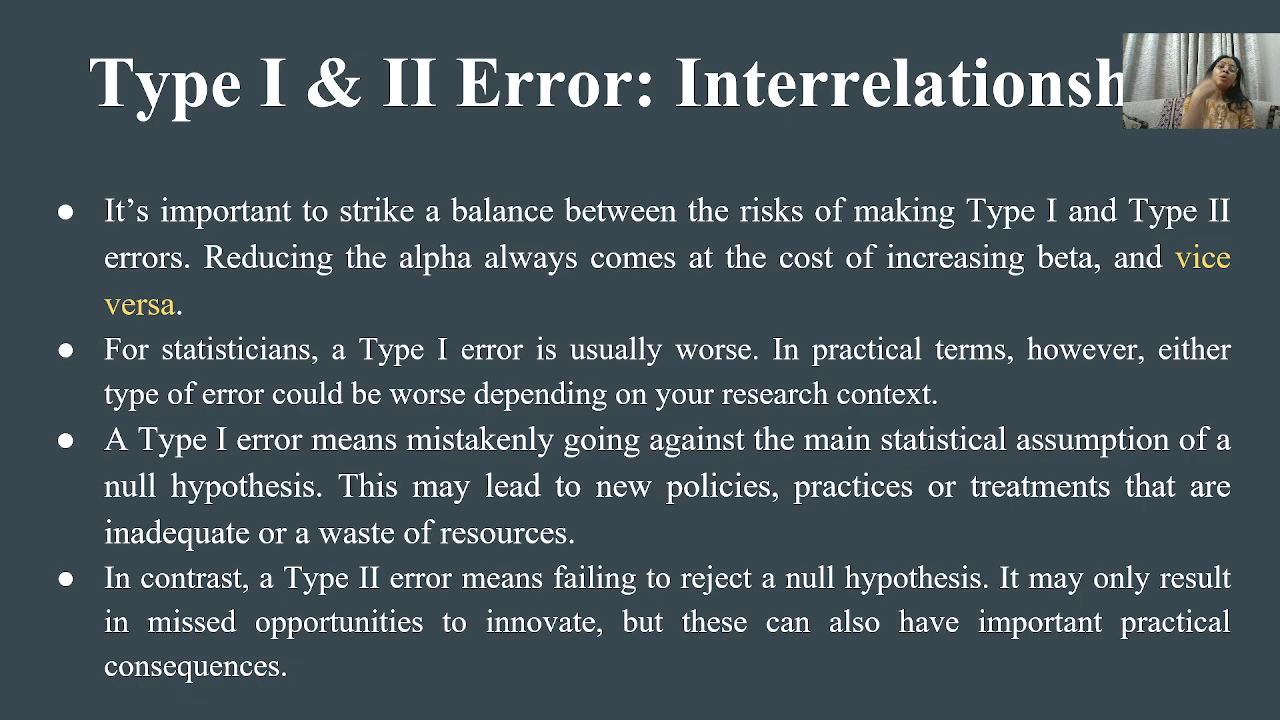 Type I & II Error: Interrelationsh
● It’s important to strike a balance between the risks of making Type I and Type II
errors. Reducing the alpha always comes at the cost of increasing beta, and vice
versa.
● For statisticians, a Type I error is usually worse. In practical terms, however, either
type of error could be worse depending on your research context.
● A Type I error means mistakenly going against the main statistical assumption of a
null hypothesis. This may lead to new policies, practices or treatments that are
inadequate or a waste of resources.
● In contrast, a Type II error means failing to reject a null hypothesis. It may only result
in missed opportunities to innovate, but these can also have important practical
consequences.